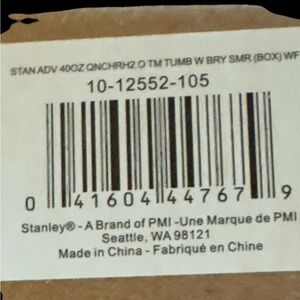 STAN ADV 40OZ QNCHRH2.O TM TUMB W BRY SMR (BOX) WF
10-12552-105
0 41604 44767 9
Stanley® - A Brand of PMI -Une Marque de PMI
Seattle, WA 98121
Made in China - Fabriqué en Chine